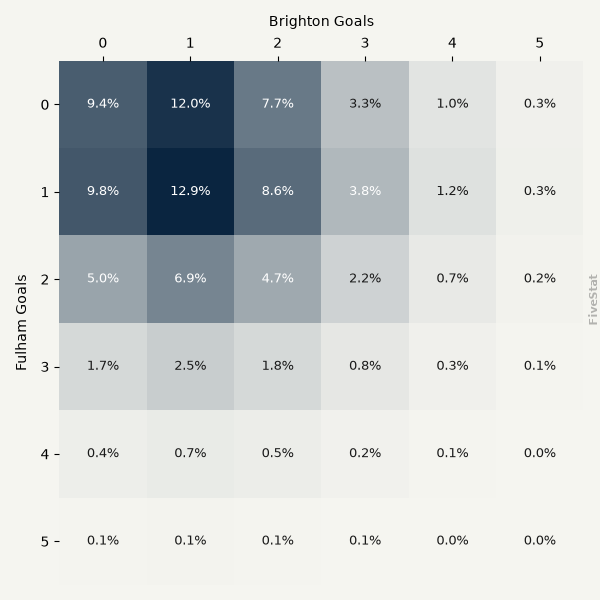 Brighton Goals
0 1 2 3 4 5
0 9.4% 12.0% 7.7% 3.3% 1.0% 0.3%
1 9.8% 12.9% 8.6% 3.8% 1.2% 0.3%
2 5.0% 6.9% 4.7% 2.2% 0.7% 0.2%
3 1.7% 2.5% 1.8% 0.8% 0.3% 0.1%
4 0.4% 0.7% 0.5% 0.2% 0.1% 0.0%
5 0.1% 0.1% 0.1% 0.1% 0.0% 0.0%
Fulham Goals
FiveStat